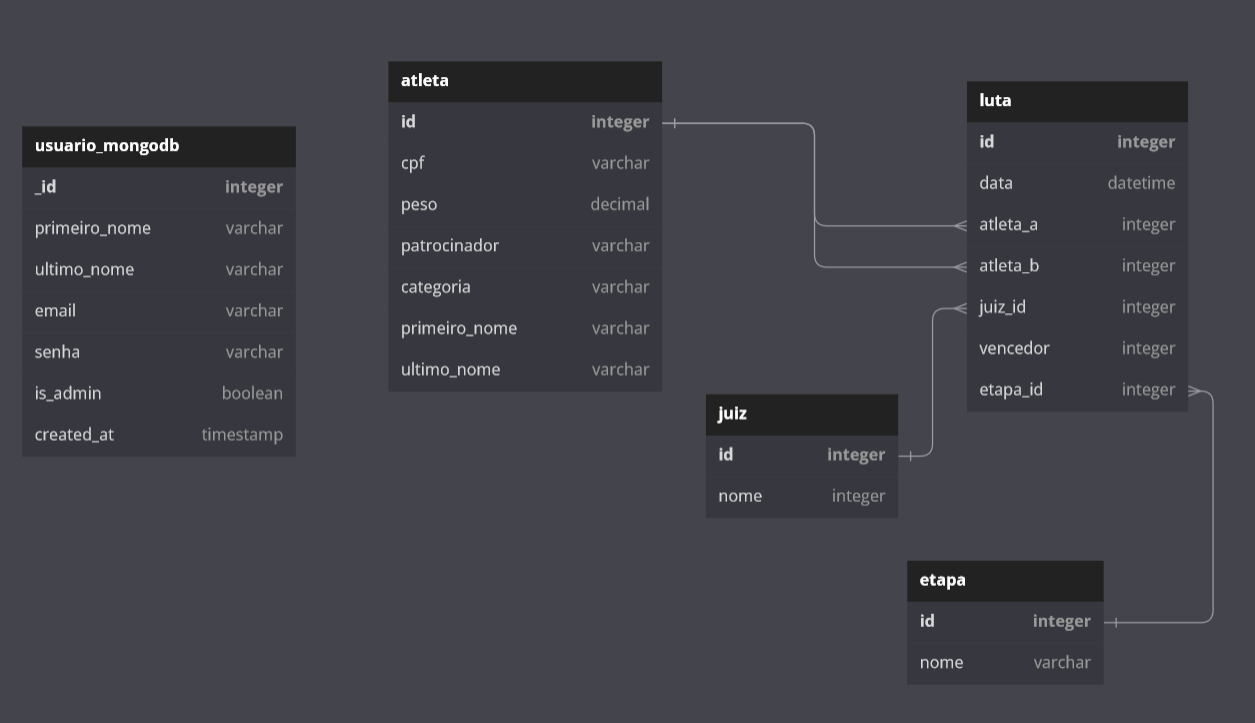 usuario_mongodb
_id integer
primeiro_nome varchar
ultimo_nome varchar
email varchar
senha varchar
is_admin boolean
created_at timestamp
atleta
id integer
cpf varchar
peso decimal
patrocinador varchar
categoria varchar
primeiro_nome varchar
ultimo_nome varchar
luta
id integer
data datetime
atleta_a integer
atleta_b integer
juiz_id integer
vencedor integer
etapa_id integer
juiz
id integer
nome integer
etapa
id integer
nome varchar